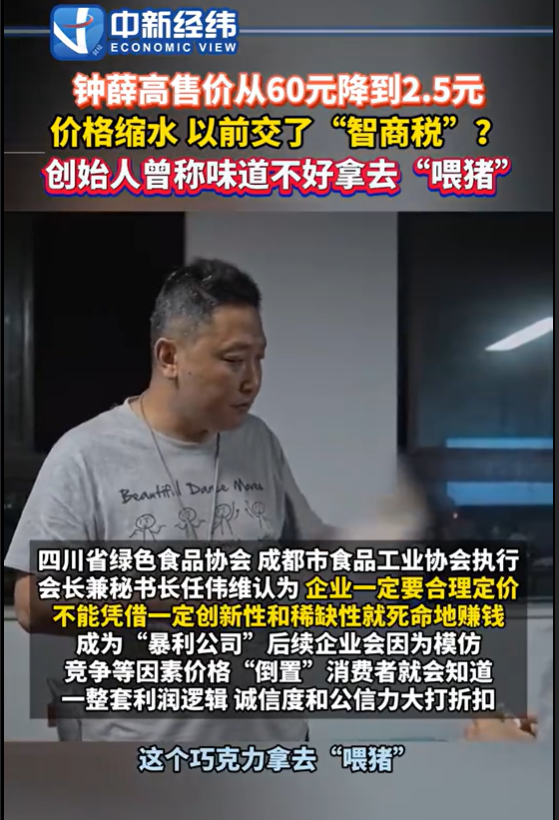 中新经纬
ECONOMIC VIEW
钟薛高售价从60元降到2.5元
价格缩水 以前交了“智商税”？
创始人曾称味道不好拿去“喂猪”
Beautiful Dance Moves
四川省绿色食品协会 成都市食品工业协会执行
会长兼秘书长任伟维认为 企业一定要合理定价
不能凭借一定创新性和稀缺性就死命地赚钱
成为“暴利公司”后续企业会因为模仿
竞争等因素价格“倒置”消费者就会知道
一整套利润逻辑 诚信度和公信力大打折扣
这个巧克力拿去“喂猪”